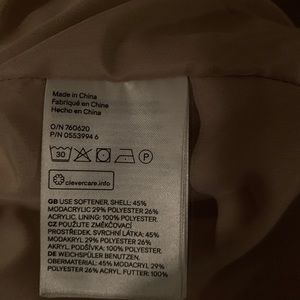 Made in China
Fabriqué en Chine
Hecho en China
O/N 760620
P/N 0553994 6
30
P
clevercare.info
GB USE SOFTENER. SHELL: 45%
MODACRYLIC 29% POLYESTER 26%
ACRYLIC. LINING: 100% POLYESTER.
CZ POUŽIJTE ZMĚKČOVACÍ
PROSTŘEDEK. SVRCHNÍ LÁTKA: 45%
MODAKRYL 29% POLYESTER 26%
AKRYL. PODŠÍVKA: 100% POLYESTER.
DE WEICHSPÜLER BENUTZEN.
OBERMATERIAL: 45% MODACRYL 29%
POLYESTER 26% ACRYL. FUTTER: 100%